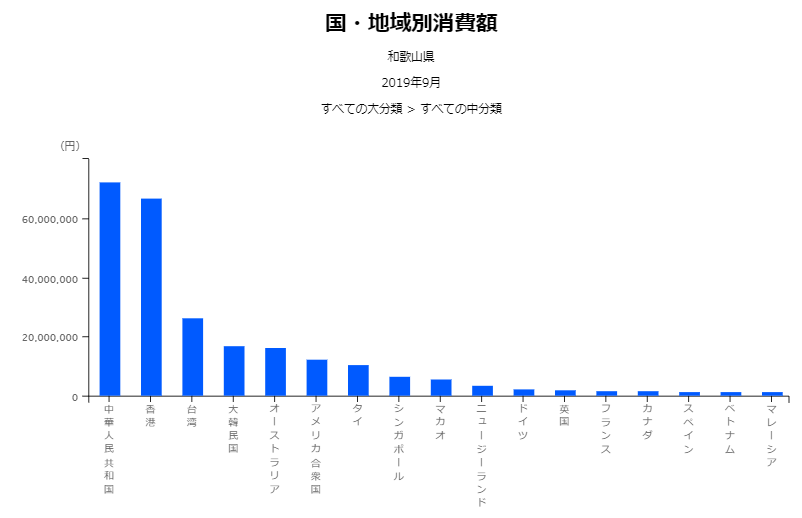 国・地域別消費額
和歌山県
2019年9月
すべての大分類 > すべての中分類
(円)
60,000,000
40,000,000
20,000,000
0
中華人民共和国
香港
台湾
大韓民国
オーストラリア
アメリカ合衆国
タイ
シンガポール
マカオ
ニュージーランド
ドイツ
英国
フランス
カナダ
スペイン
ベトナム
マレーシア